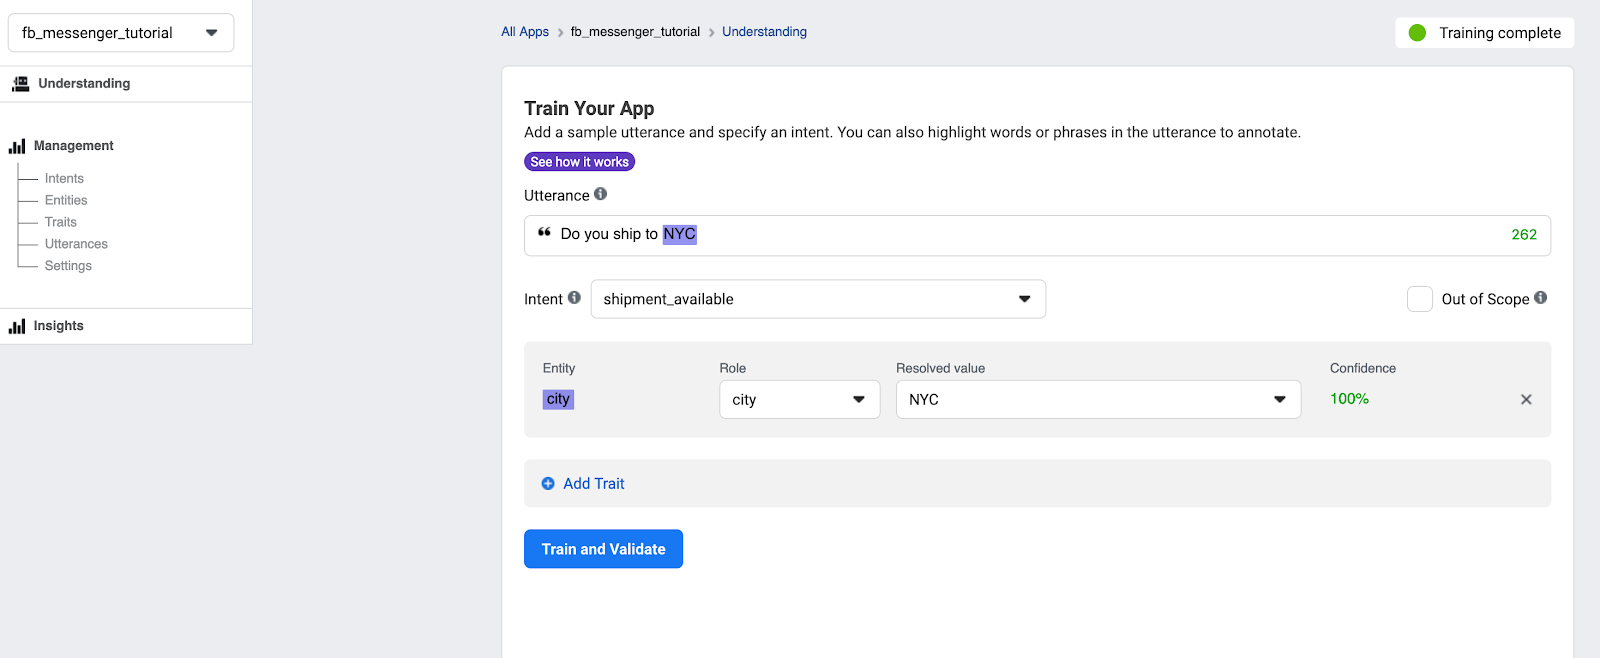 fb_messenger_tutorial
Understanding
Management
Intents
Entities
Traits
Utterances
Settings
Insights
All Apps > fb_messenger_tutorial > Understanding
Training complete
Train Your App
Add a sample utterance and specify an intent. You can also highlight words or phrases in the utterance to annotate.
See how it works
Utterance
“ Do you ship to NYC 262
Intent shipment_available Out of Scope
Entity Role Resolved value Confidence
city city NYC 100%
Add Trait
Train and Validate